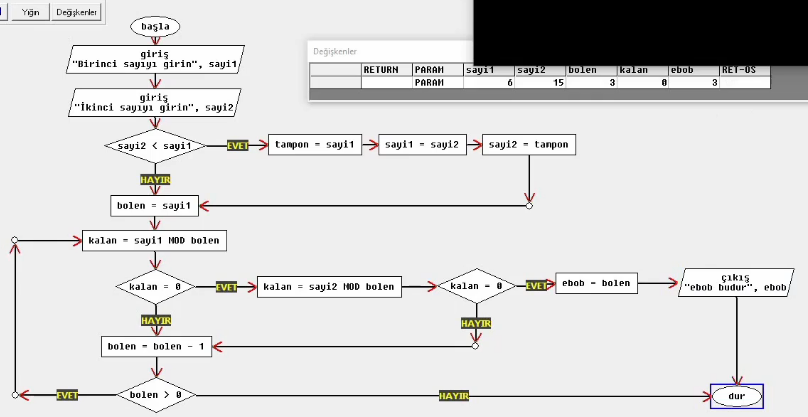 Yığın Değişkenler
başla
giriş
"Birinci sayıyı girin", sayi1
giriş
"İkinci sayıyı girin", sayi2
Değişkenler
RETURN PARAM sayi1 sayi2 bolen kalan ebob RET-OS
PARAM 6 15 3 0 3
sayi2 < sayi1
EVET
tampon = sayi1
sayi1 = sayi2
sayi2 = tampon
HAYIR
bolen = sayi1
kalan = sayi1 MOD bolen
kalan = 0
EVET
kalan = sayi2 MOD bolen
kalan = 0
EVET
ebob = bolen
çıkış
"ebob budur", ebob
HAYIR
HAYIR
bolen = bolen - 1
bolen > 0
EVET
HAYIR
dur